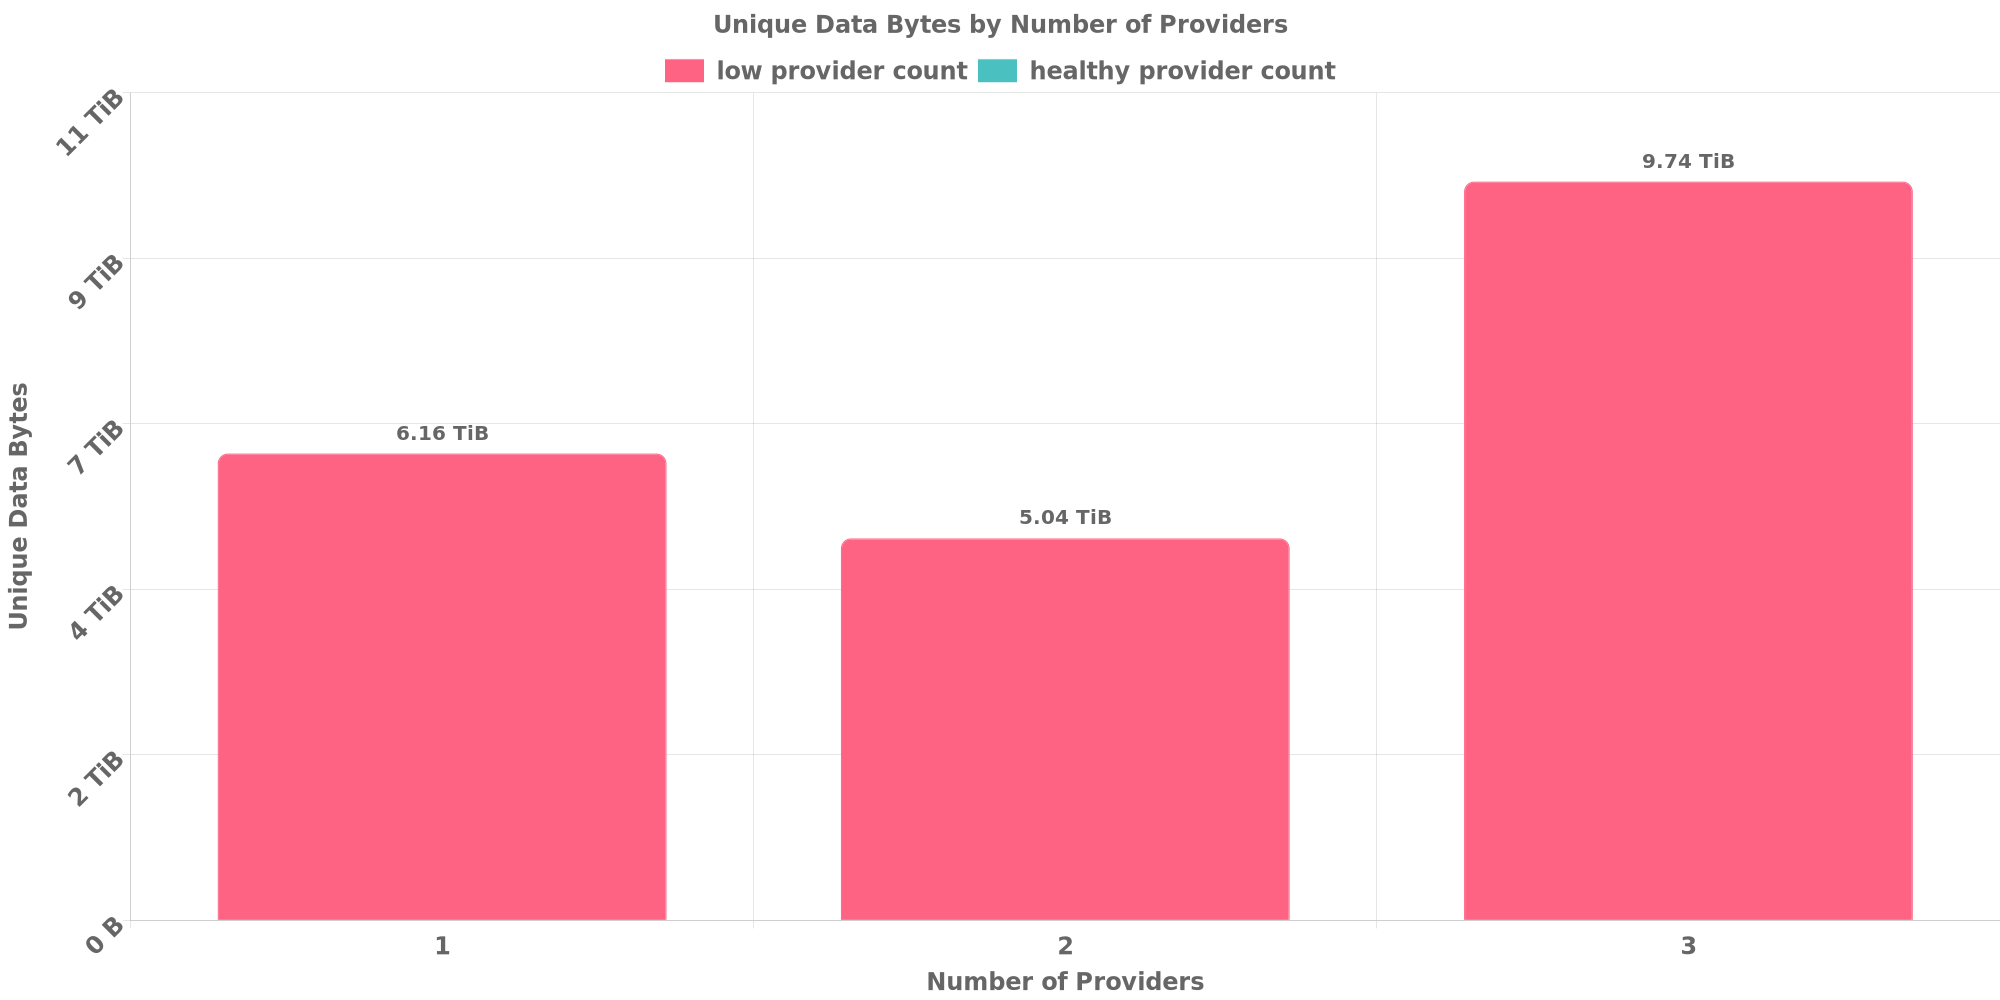 Unique Data Bytes by Number of Providers
low provider count
healthy provider count
11 TiB
9 TiB
7 TiB
4 TiB
2 TiB
0 B
Unique Data Bytes
6.16 TiB
5.04 TiB
9.74 TiB
1
2
3
Number of Providers